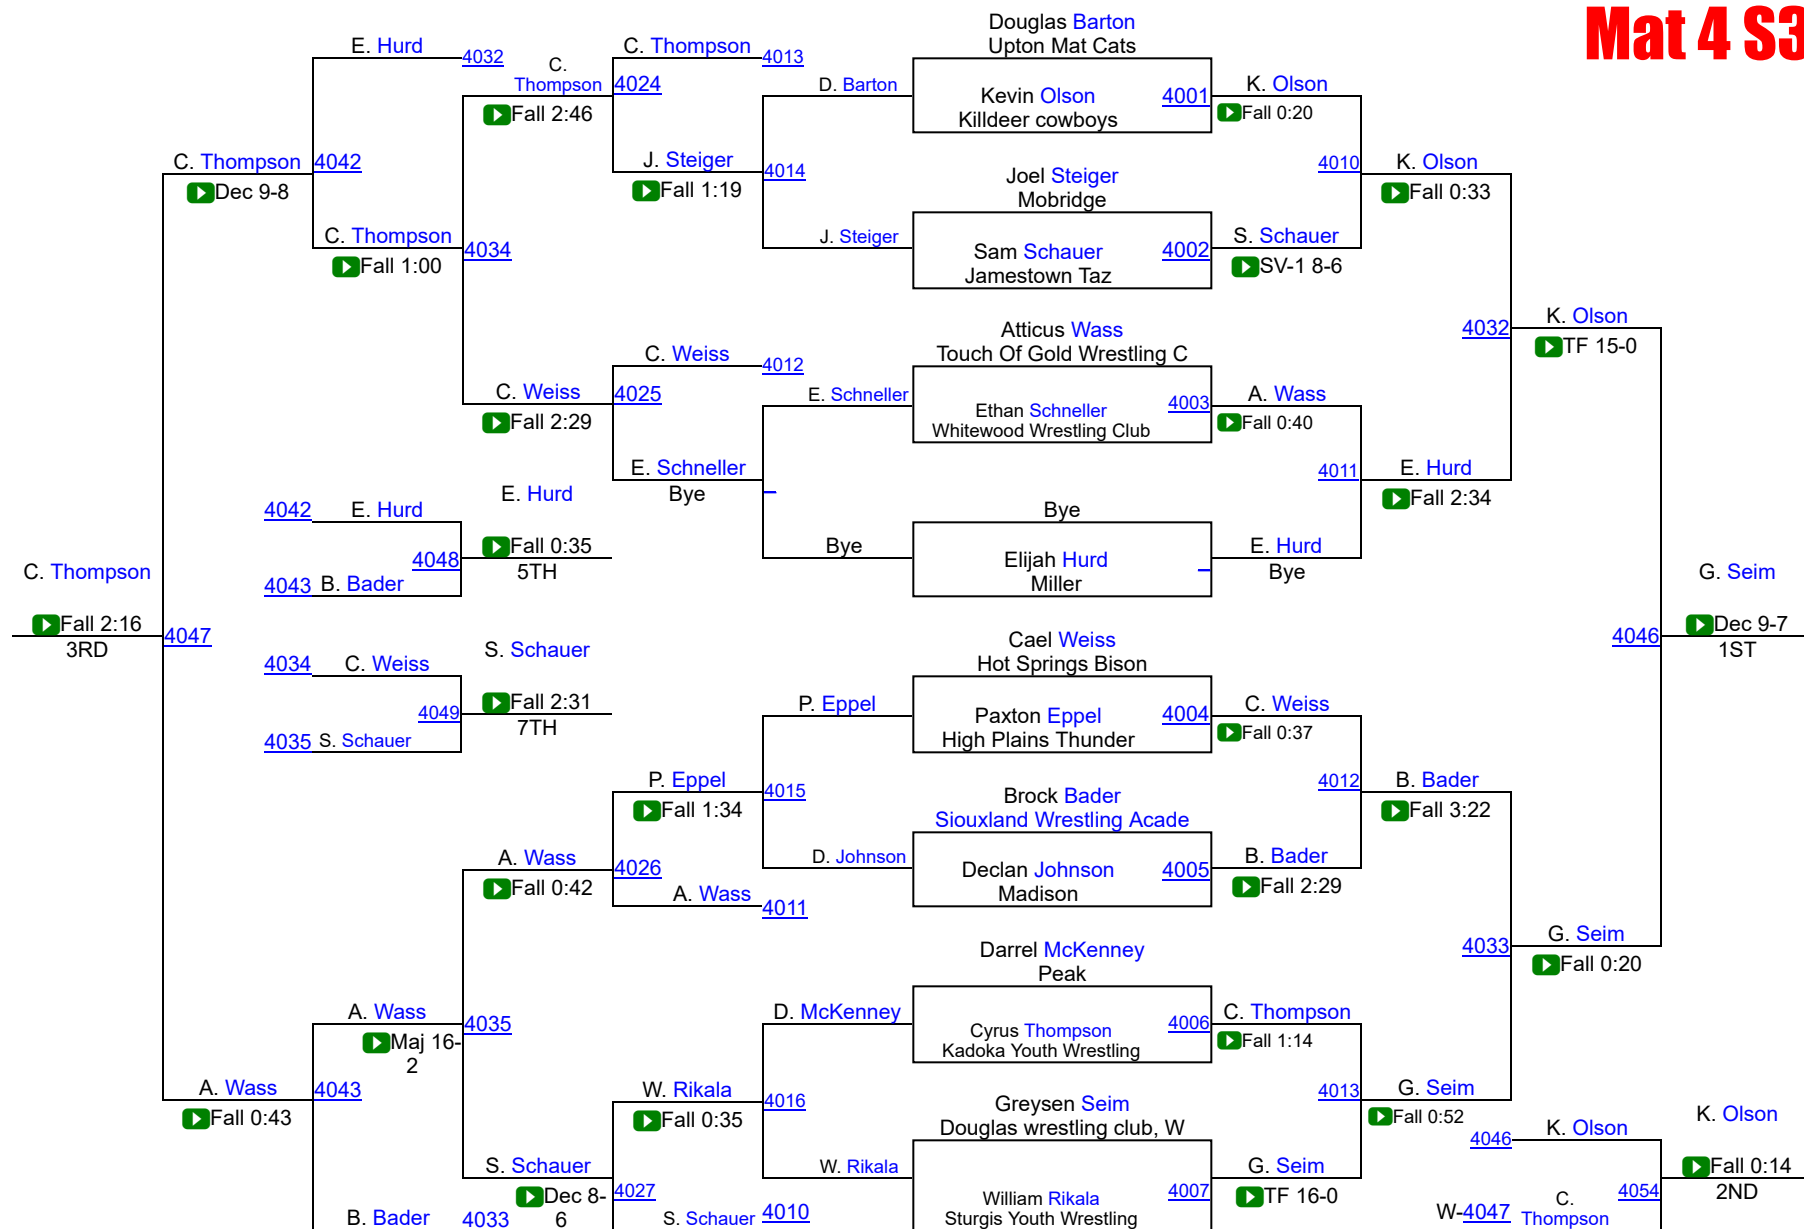 Mat 4 S3
Douglas Barton
Upton Mat Cats
Kevin Olson
Killdeer cowboys
4001
K. Olson
Fall 0:20
Joel Steiger
Mobridge
Sam Schauer
Jamestown Taz
4002
S. Schauer
SV-1 8-6
4010
K. Olson
Fall 0:33
Atticus Wass
Touch Of Gold Wrestling C
Ethan Schneller
Whitewood Wrestling Club
4003
A. Wass
Fall 0:40
Bye
Elijah Hurd
Miller
E. Hurd
Bye
4011
E. Hurd
Fall 2:34
4032
K. Olson
TF 15-0
Cael Weiss
Hot Springs Bison
Paxton Eppel
High Plains Thunder
4004
C. Weiss
Fall 0:37
Brock Bader
Siouxland Wrestling Acade
Declan Johnson
Madison
4005
B. Bader
Fall 2:29
4012
B. Bader
Fall 3:22
Darrel McKenney
Peak
Cyrus Thompson
Kadoka Youth Wrestling
4006
C. Thompson
Fall 1:14
Greysen Seim
Douglas wrestling club, W
William Rikala
Sturgis Youth Wrestling
4007
G. Seim
TF 16-0
4013
G. Seim
Fall 0:52
4033
G. Seim
Fall 0:20
4046
G. Seim
Dec 9-7
1ST
4046
K. Olson
W-4047
C.
Thompson
4054
K. Olson
Fall 0:14
2ND
D. Barton
J. Steiger
4014
J. Steiger
Fall 1:19
C. Thompson
4013
4024
C.
Thompson
Fall 2:46
E. Schneller
Bye
E. Schneller
Bye
C. Weiss
4012
4025
C. Weiss
Fall 2:29
4034
C. Thompson
Fall 1:00
E. Hurd
4032
4042
C. Thompson
Dec 9-8
4042
E. Hurd
4043
B. Bader
4048
E. Hurd
Fall 0:35
5TH
4034
C. Weiss
4035
S. Schauer
4049
S. Schauer
Fall 2:31
7TH
C. Thompson
Fall 2:16
3RD
4047
P. Eppel
D. Johnson
4015
P. Eppel
Fall 1:34
A. Wass
4011
4026
A. Wass
Fall 0:42
D. McKenney
W. Rikala
4016
W. Rikala
Fall 0:35
S. Schauer
4010
4027
S. Schauer
Dec 8-
6
4035
A. Wass
Maj 16-
2
B. Bader
4033
4043
A. Wass
Fall 0:43